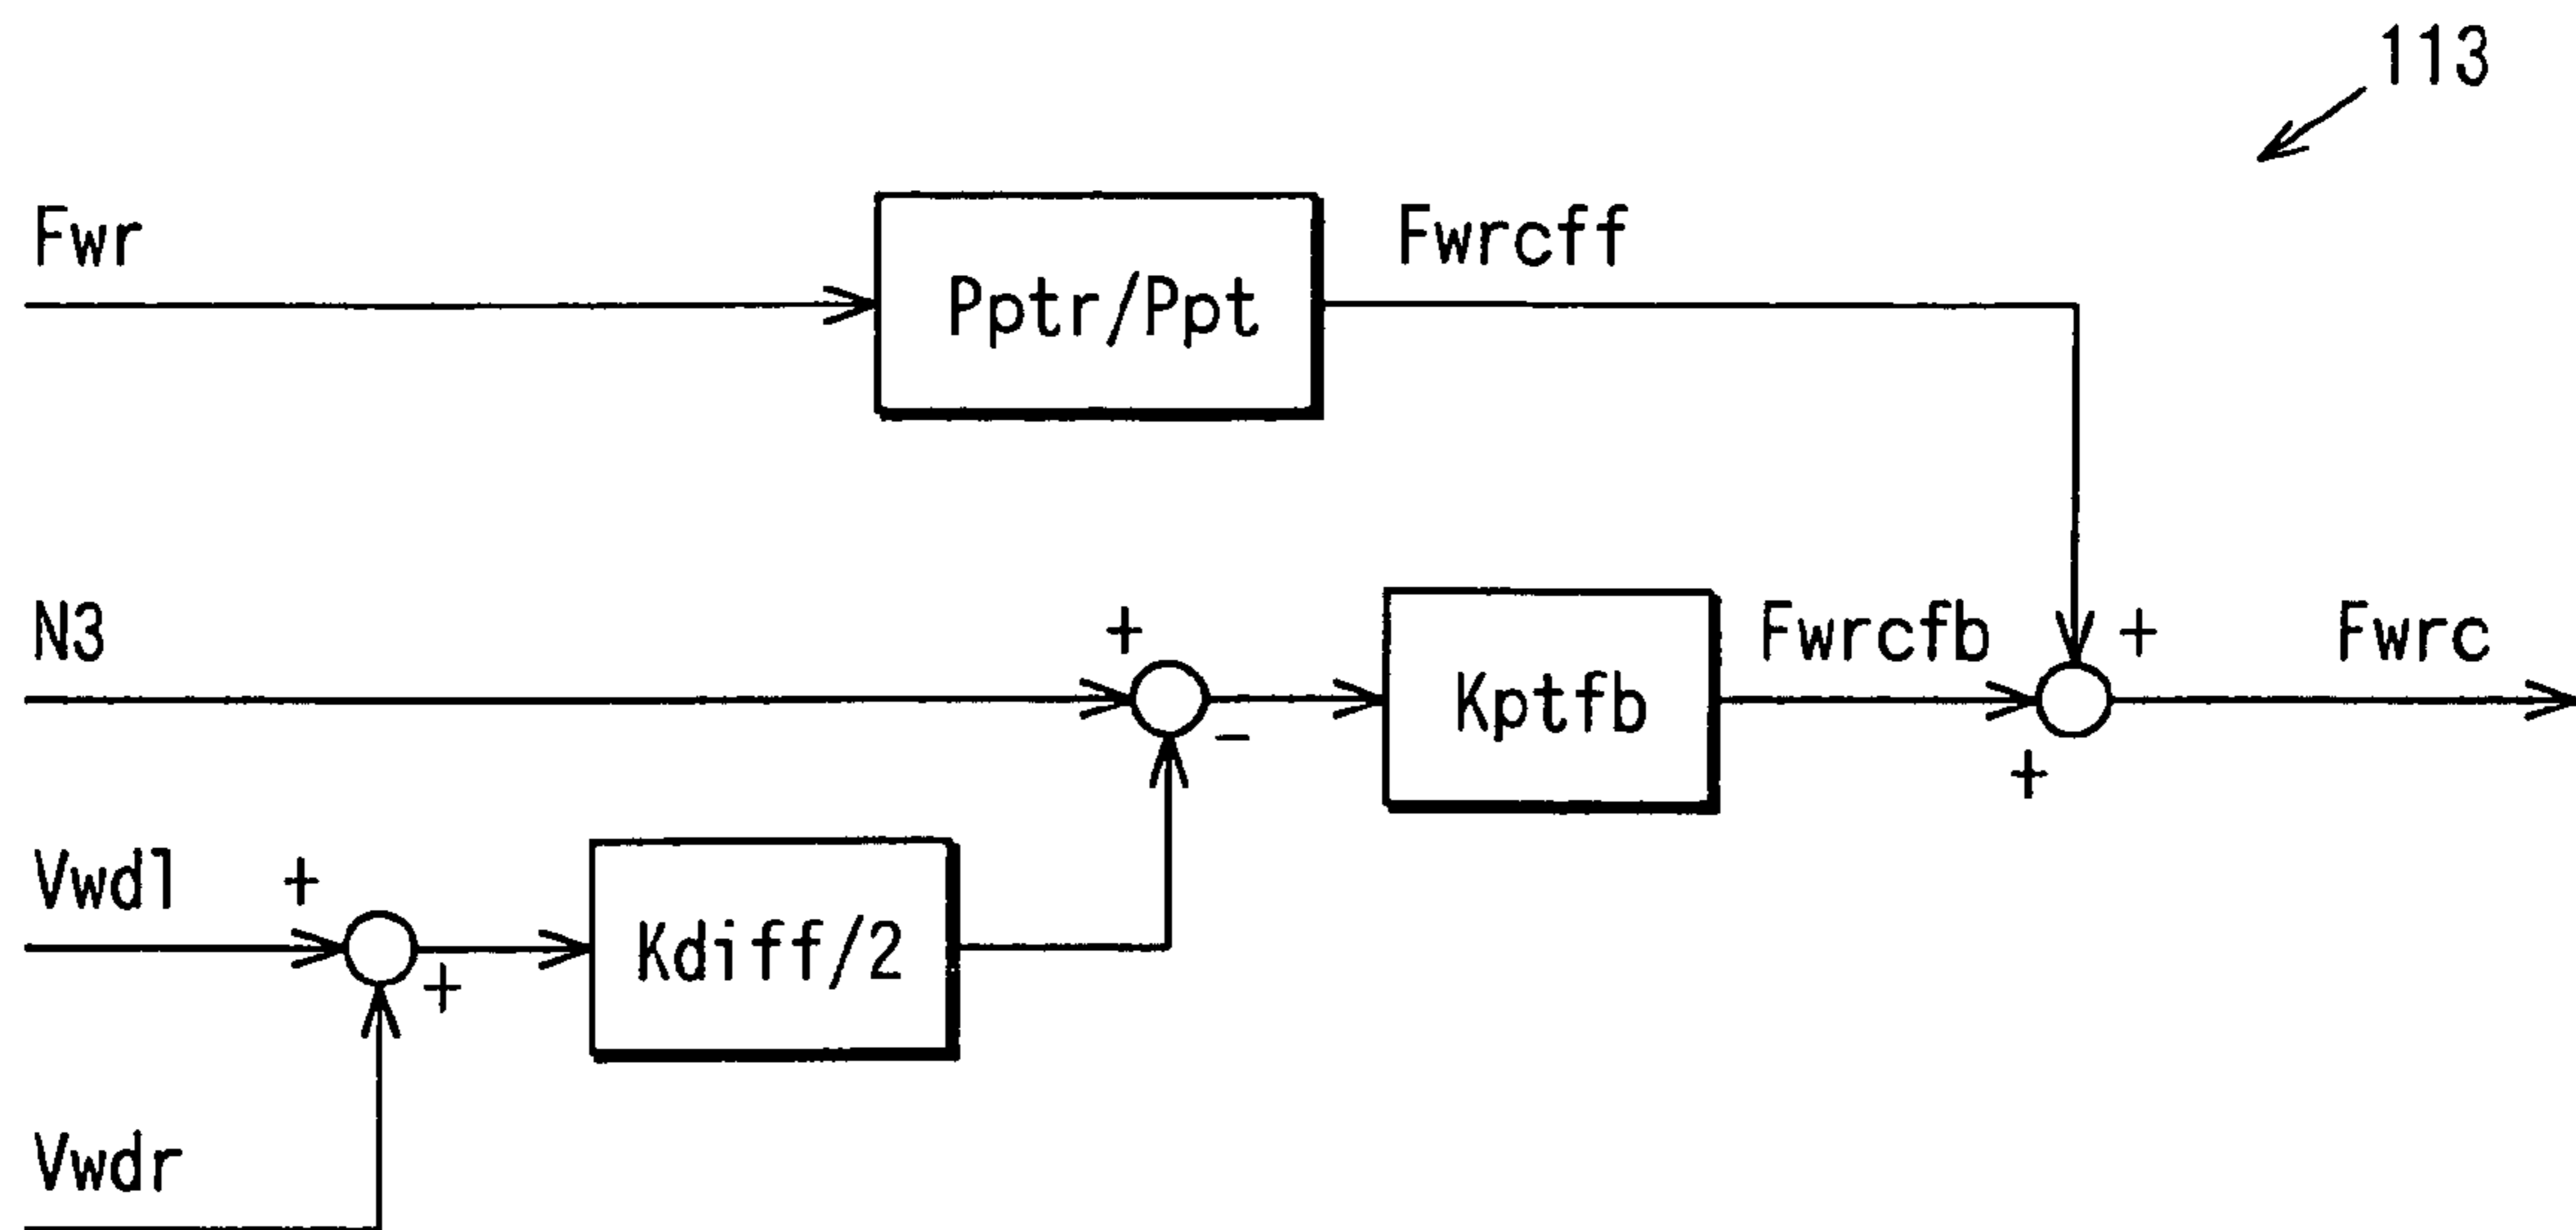 113
Fwr
Pptr/Ppt
Fwrcff
N3
+
-
Kptfb
Fwrcfb
+
+
Fwrc
Vwdl
+
+
Kdiff/2
Vwdr